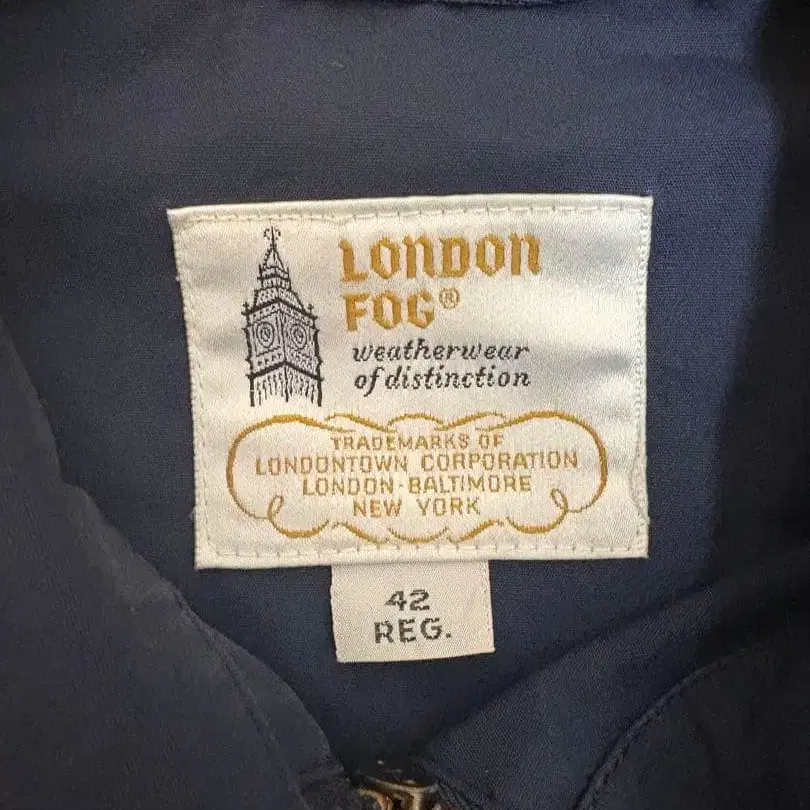 LONDON
FOG®
weatherwear
of distinction
TRADEMARKS OF
LONDONTOWN CORPORATION
LONDON·BALTIMORE
NEW YORK
42
REG.